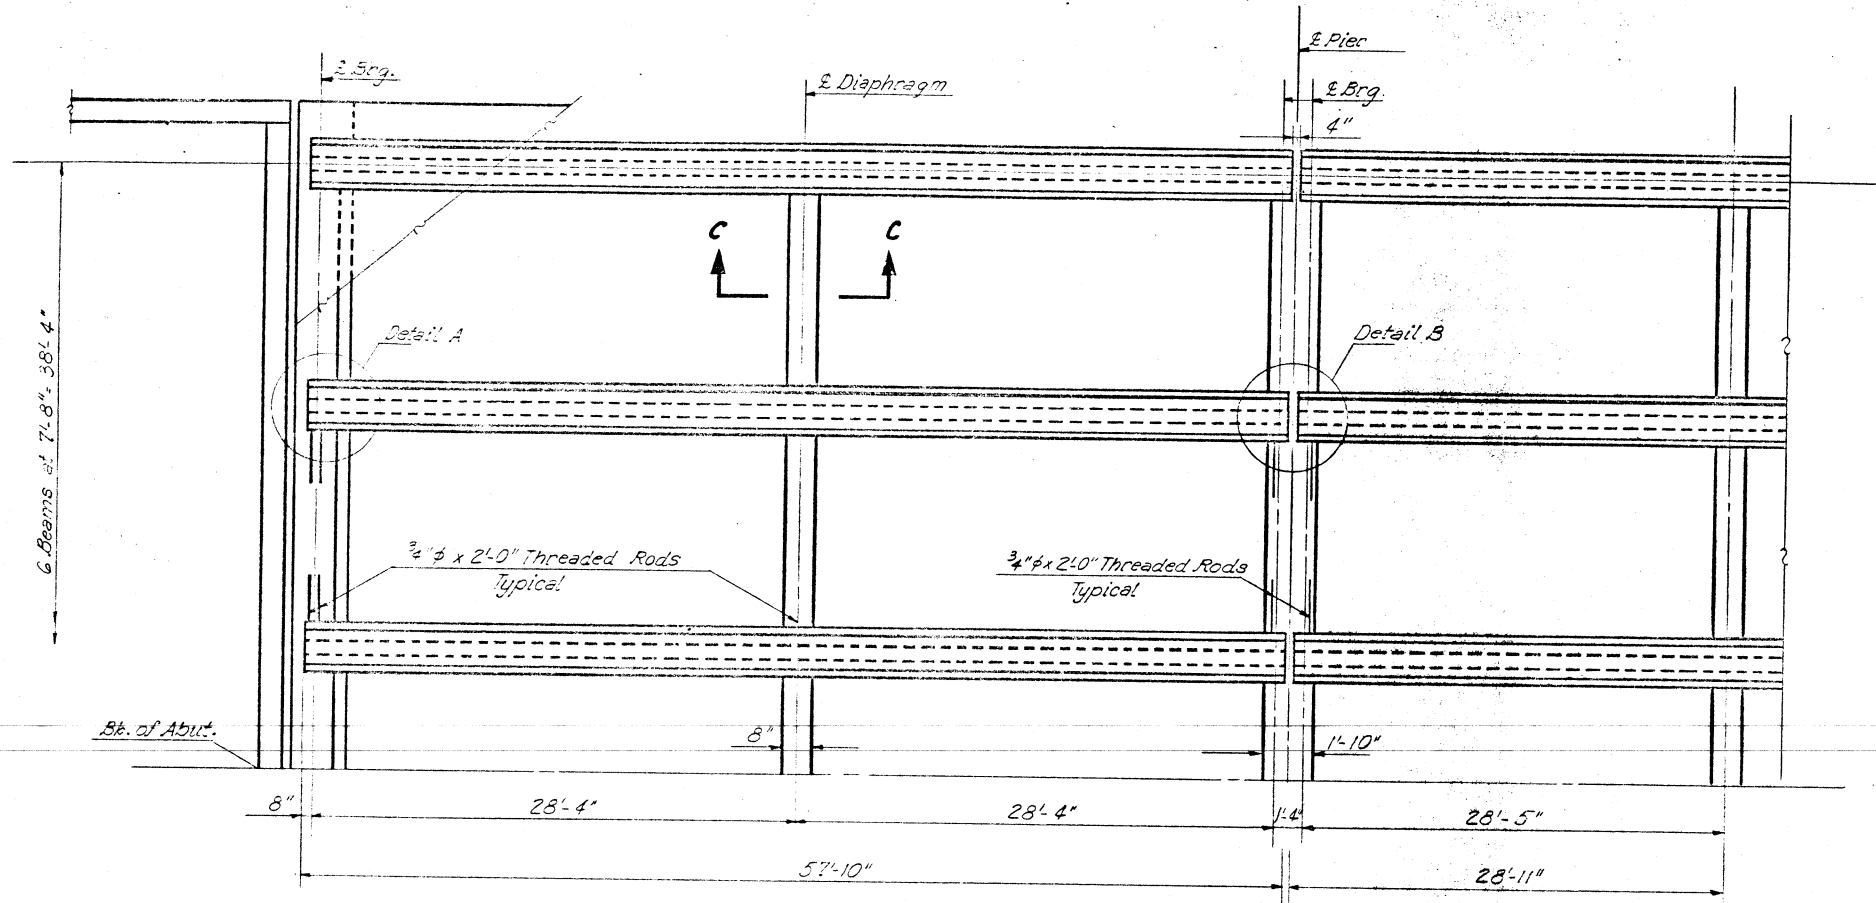 ℄ Pier
℄ Brg.
℄ Diaphragm
℄ Brg.
4"
C C
Detail A
Detail B
6 Beams at 7'-8" = 38'-4"
3/4" ϕ x 2'-0" Threaded Rods
Typical
3/4" ϕ x 2'-0" Threaded Rods
Typical
Bk. of Abut.
8"
1'-10"
8"
28'-4"
28'-4"
1'-4"
28'-5"
57'-10"
28'-11"